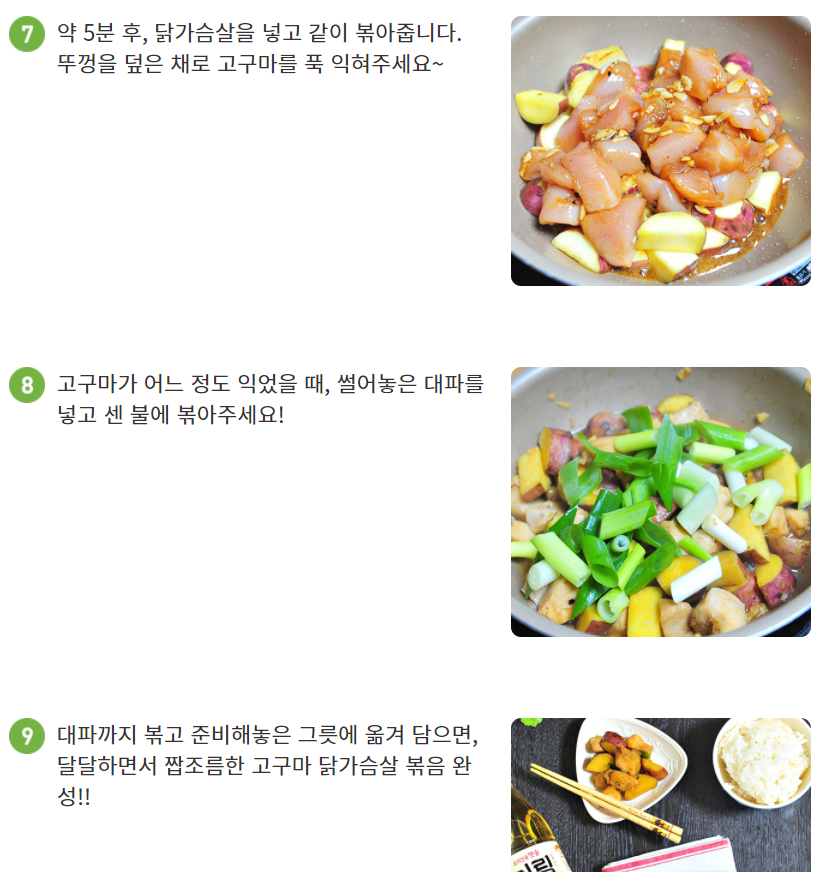 7
약 5분 후, 닭가슴살을 넣고 같이 볶아줍니다.
뚜껑을 덮은 채로 고구마를 푹 익혀주세요~
8
고구마가 어느 정도 익었을 때, 썰어놓은 대파를
넣고 센 불에 볶아주세요!
9
대파까지 볶고 준비해놓은 그릇에 옮겨 담으면,
달달하면서 짭조름한 고구마 닭가슴살 볶음 완
성!!